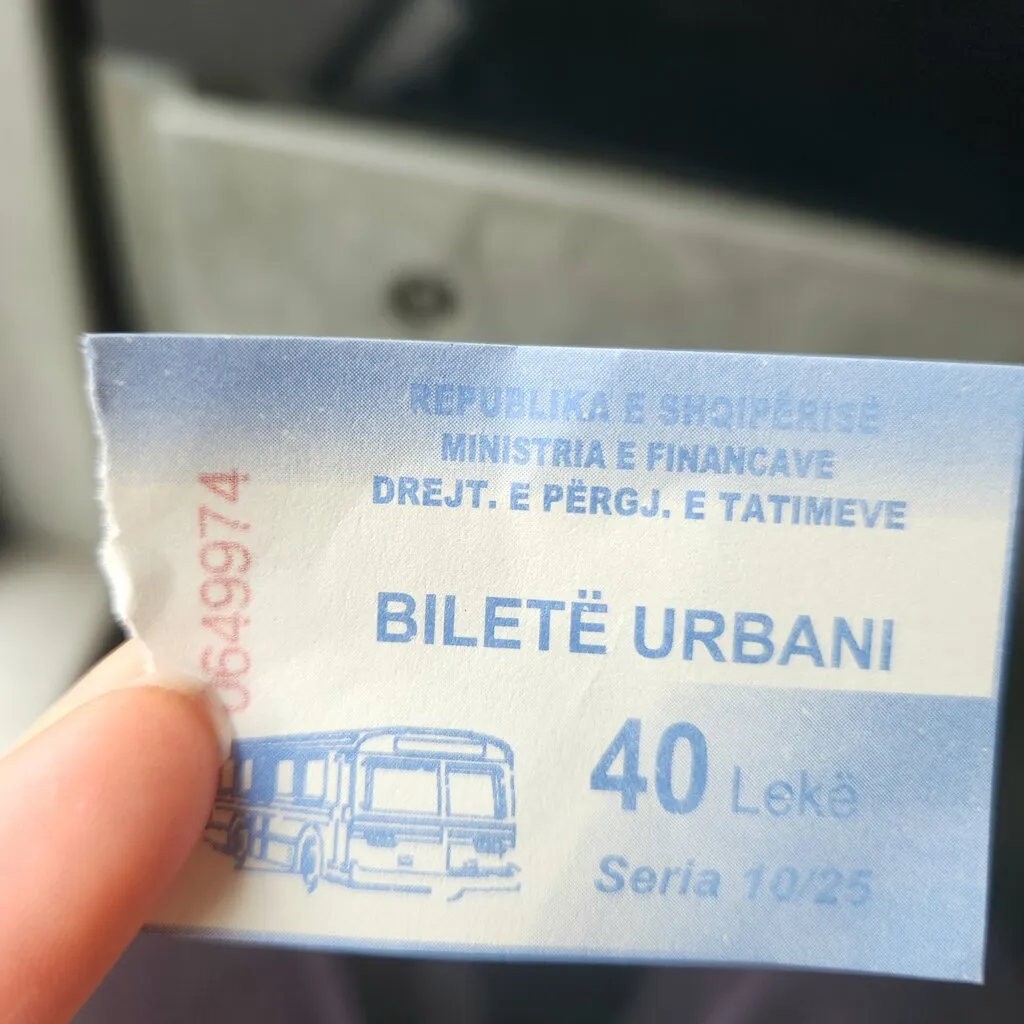 REPUBLIKA E SHQIPËRISË
MINISTRIA E FINANCAVE
DREJT. E PËRGJ. E TATIMEVE
0649974
BILETË URBANI
40 Lekë
Seria 10/25